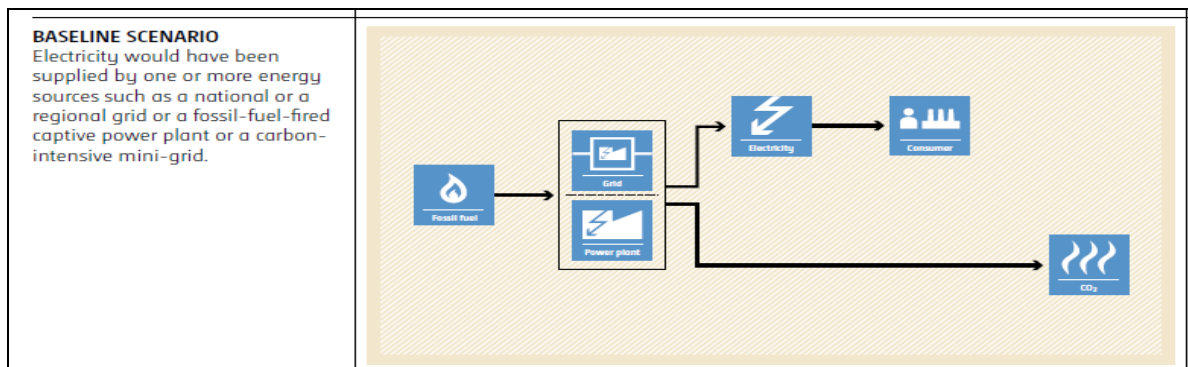 BASELINE SCENARIO
Electricity would have been
supplied by one or more energy
sources such as a national or a
regional grid or a fossil-fuel-fired
captive power plant or a carbon-
intensive mini-grid.
Fossil fuel
Grid
Power plant
Electricity
Consumer
CO₂